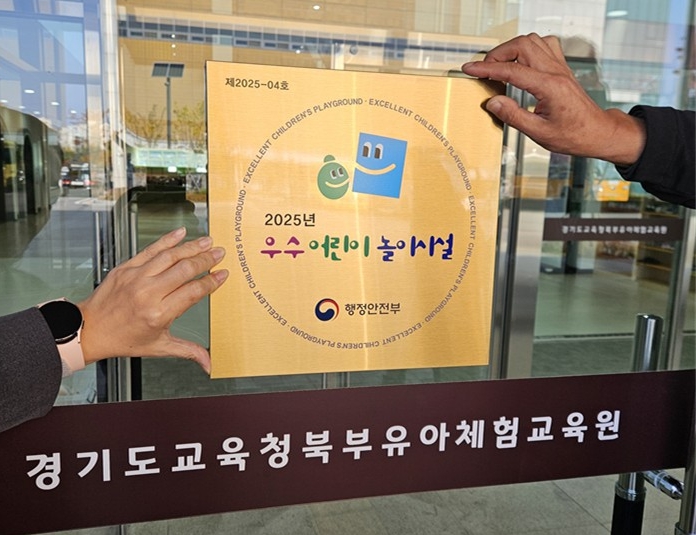 제2025-04호
EXCELLENT CHILDREN'S PLAYGROUND · EXCELLENT CHILDREN'S PLAYGROUND · EXCELLENT CHILDREN'S PLAYGROUND · EXCELLENT CHILDREN'S PLAYGROUND ·
2025년
우수 어린이 놀이시설
행정안전부
경기도교육청북부유아체험교육원
경기도교육청북부유아체험교육원